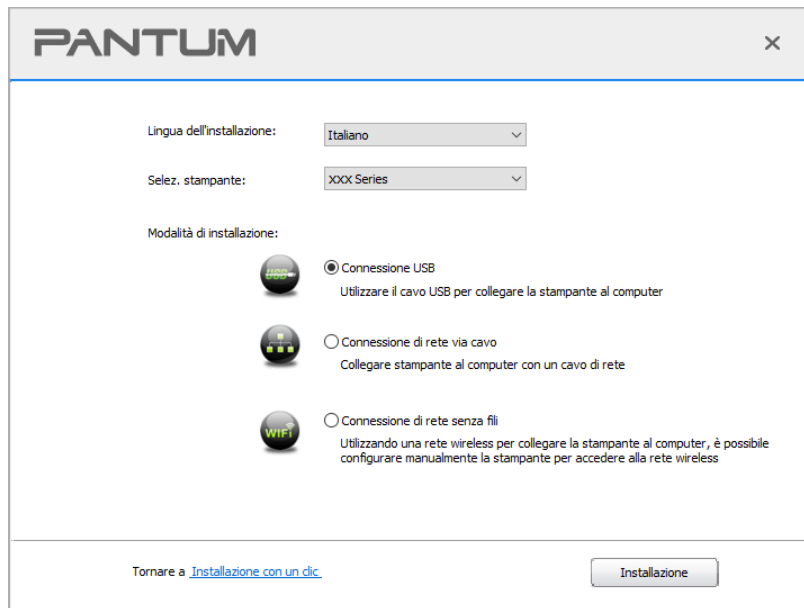 PANTUM
Lingua dell'installazione:
Italiano
Selez. stampante:
XXX Series
Modalità di installazione:
USB
Connessione USB
Utilizzare il cavo USB per collegare la stampante al computer
Connessione di rete via cavo
Collegare stampante al computer con un cavo di rete
WiFi
Connessione di rete senza fili
Utilizzando una rete wireless per collegare la stampante al computer, è possibile
configurare manualmente la stampante per accedere alla rete wireless
Tornare a Installazione con un clic
Installazione